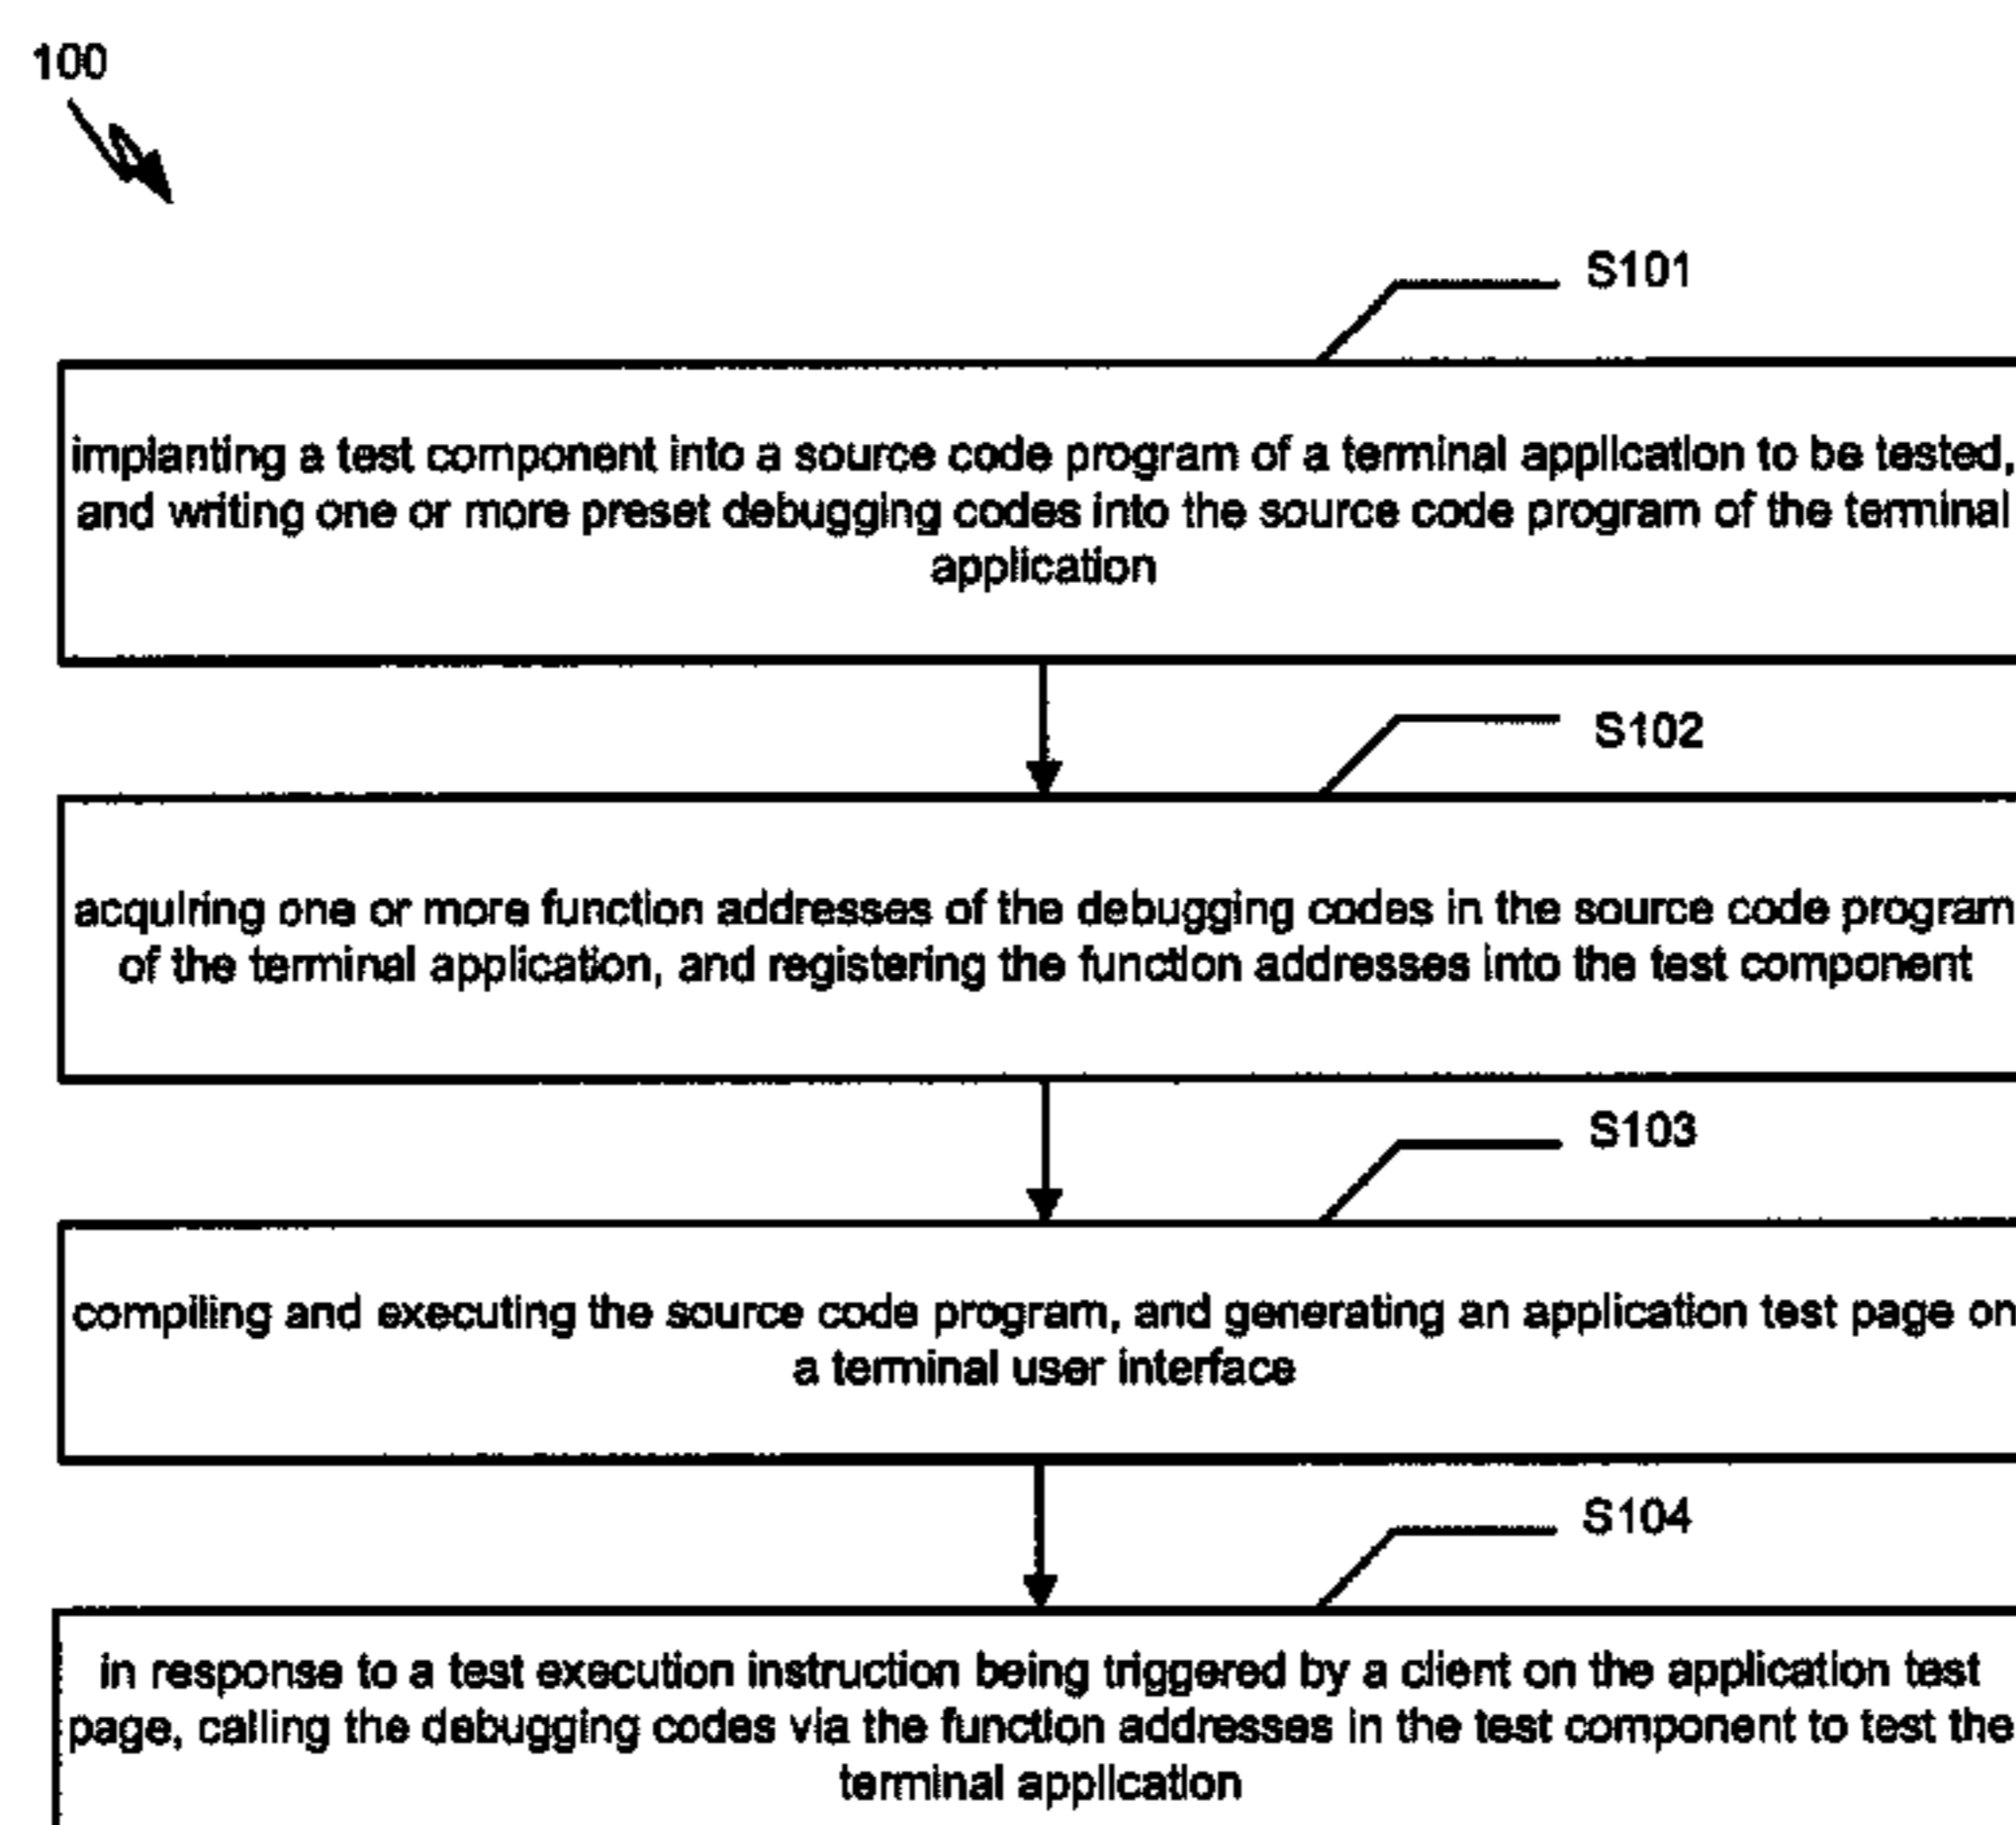 100
S101
implanting a test component into a source code program of a terminal application to be tested,
and writing one or more preset debugging codes into the source code program of the terminal
application
S102
acquiring one or more function addresses of the debugging codes in the source code program
of the terminal application, and registering the function addresses into the test component
S103
compiling and executing the source code program, and generating an application test page on
a terminal user interface
S104
in response to a test execution instruction being triggered by a client on the application test
page, calling the debugging codes via the function addresses in the test component to test the
terminal application